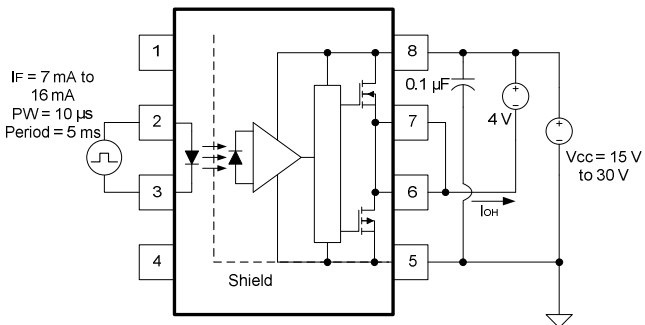 IF = 7 mA to
16 mA
PW = 10 µs
Period = 5 ms
1
2
3
4
Shield
8
7
6
5
0.1 µF
4 V
IOH
Vcc = 15 V
to 30 V